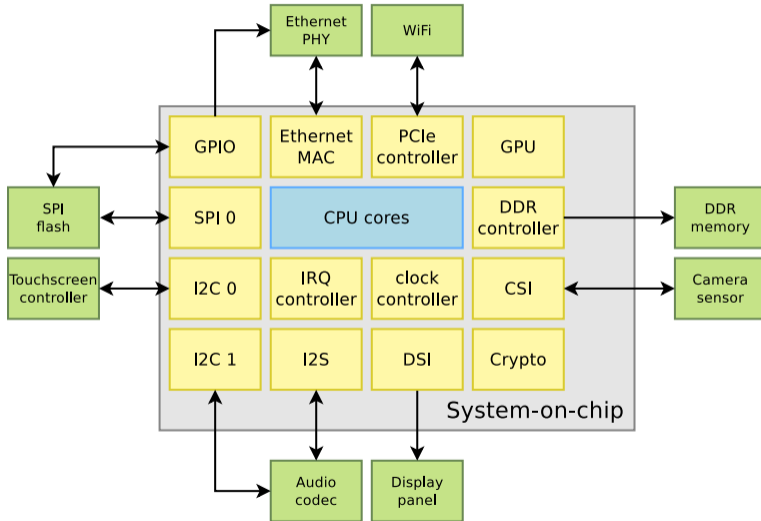 Ethernet
PHY
WiFi
GPIO
Ethernet
MAC
PCIe
controller
GPU
SPI
flash
SPI 0
CPU cores
DDR
controller
DDR
memory
Touchscreen
controller
I2C 0
IRQ
controller
clock
controller
CSI
Camera
sensor
I2C 1
I2S
DSI
Crypto
System-on-chip
Audio
codec
Display
panel